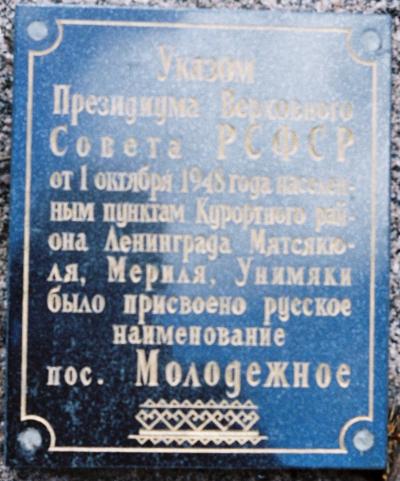 Указом
Президиума Верховного
Совета РСФСР
от 1 октября 1948 года населен-
ным пунктам Курортного рай-
она Ленинграда Мятсякю-
ля, Мериля, Унимяки
было присвоено русское
наименование
пос. Молодежное